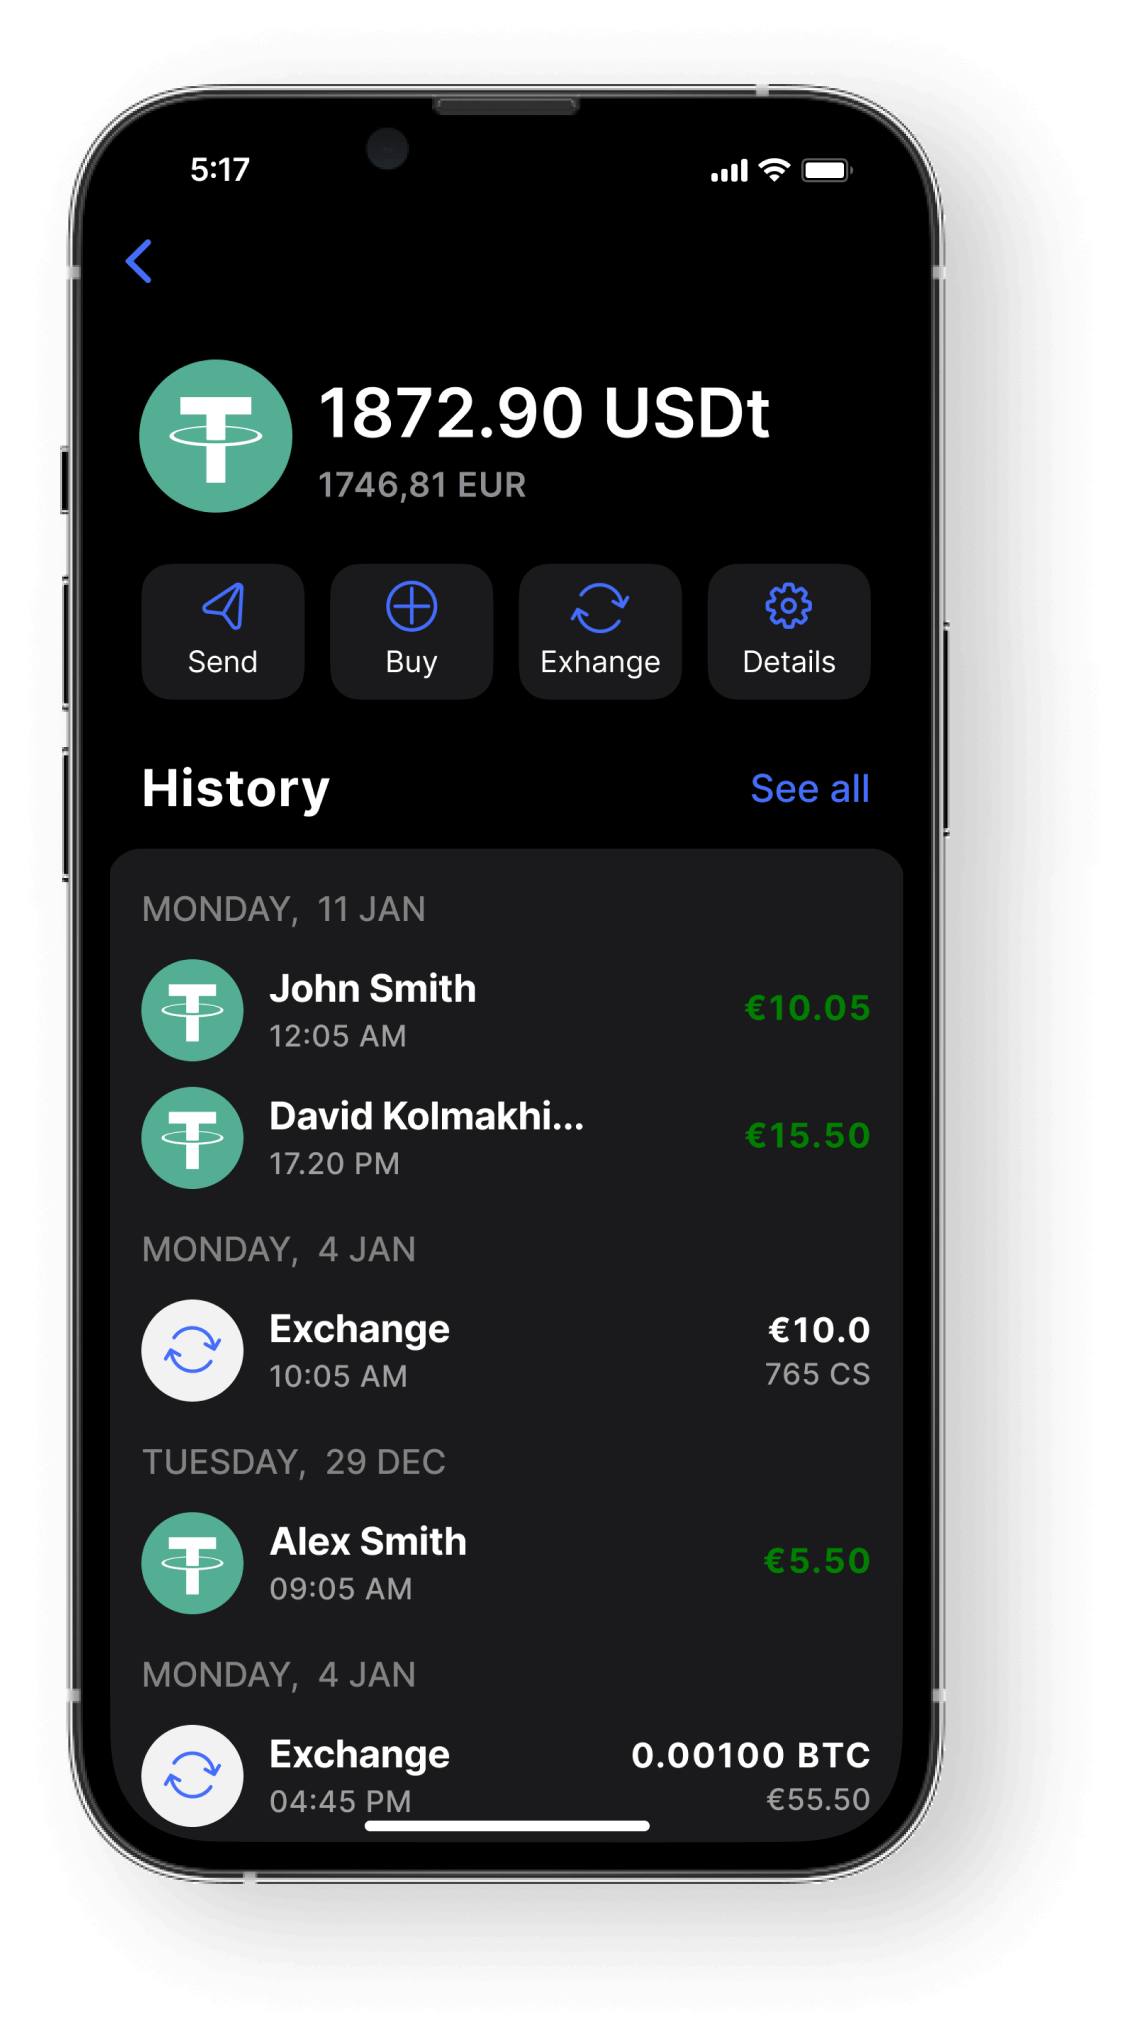 5:17
1872.90 USDt
1746,81 EUR
Send Buy Exhange Details
History See all
MONDAY, 11 JAN
John Smith €10.05
12:05 AM
David Kolmakhi... €15.50
17.20 PM
MONDAY, 4 JAN
Exchange €10.0
10:05 AM 765 CS
TUESDAY, 29 DEC
Alex Smith €5.50
09:05 AM
MONDAY, 4 JAN
Exchange 0.00100 BTC
04:45 PM €55.50